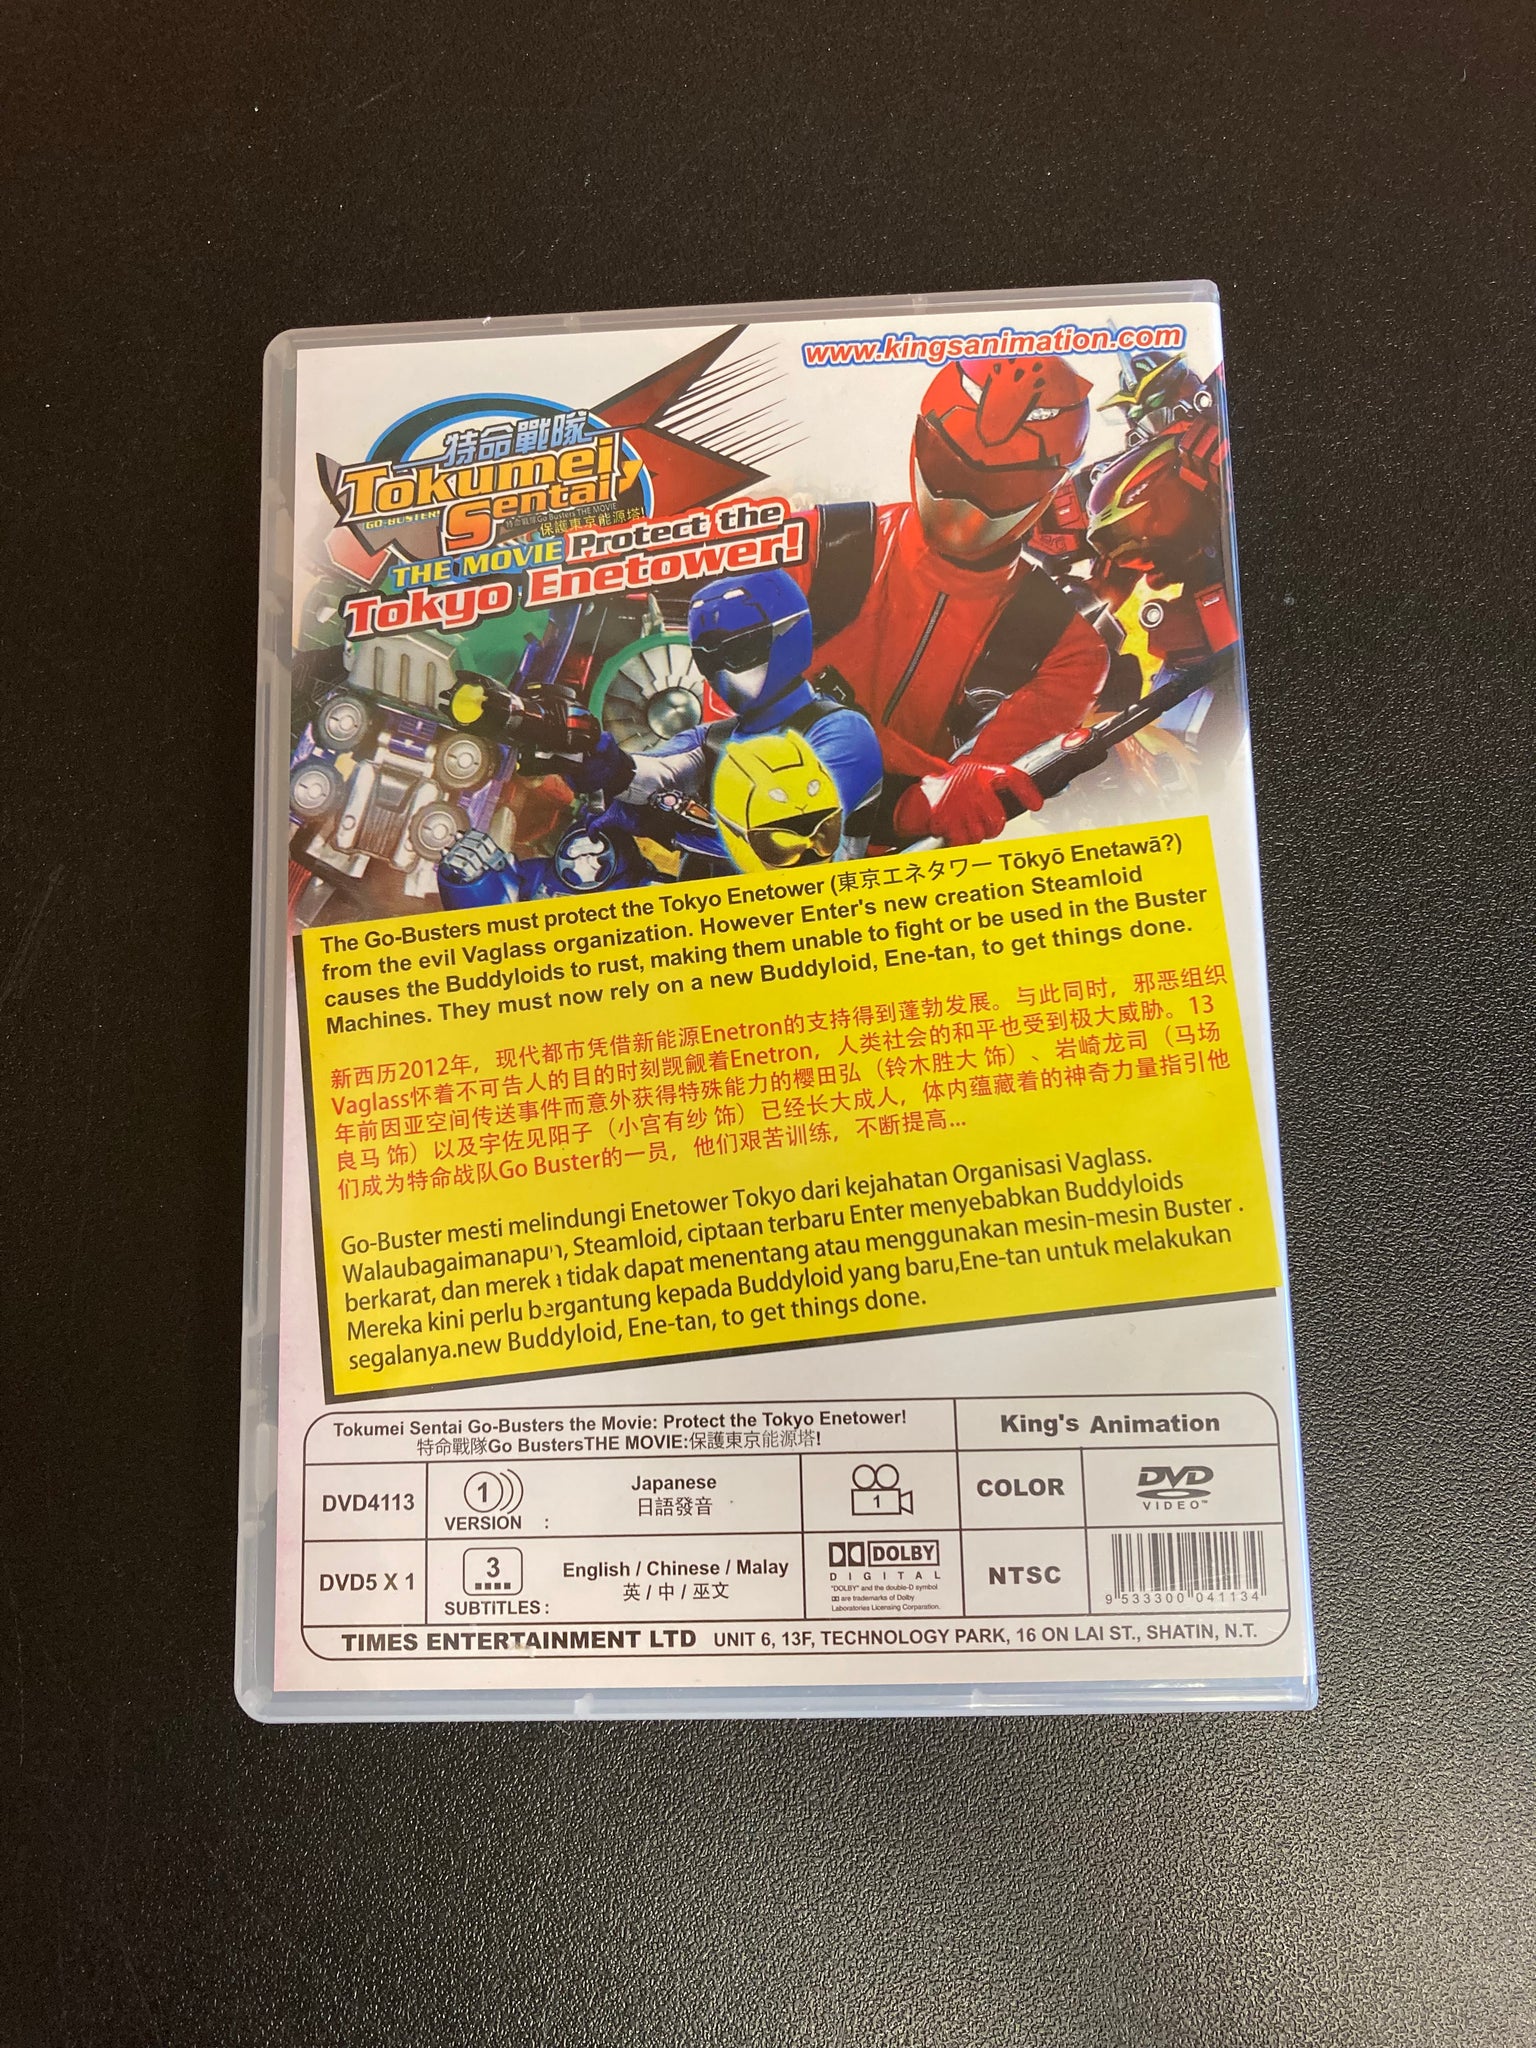 www.kingsanimation.com
特命戰隊
Tokumei
Sentai
GO-BUSTER!
特命戰隊Go Busters THE MOVIE
保護東京能源塔!
THE MOVIE Protect the
Tokyo Enetower!
The Go-Busters must protect the Tokyo Enetower (東京エネタワー Tōkyō Enetawā?)
from the evil Vaglass organization. However Enter's new creation Steamloid
causes the Buddyloids to rust, making them unable to fight or be used in the Buster
Machines. They must now rely on a new Buddyloid, Ene-tan, to get things done.
新西历2012年，现代都市凭借新能源Enetron的支持得到蓬勃发展。与此同时，邪恶组织
Vaglass怀着不可告人的目的时刻觊觎着Enetron，人类社会的和平也受到极大威胁。13
年前因亚空间传送事件而意外获得特殊能力的樱田弘（铃木胜大 饰）、岩崎龙司（马场
良马 饰）以及宇佐见阳子（小宫有纱 饰）已经长大成人，体内蕴藏着的神奇力量指引他
们成为特命战队Go Buster的一员，他们艰苦训练，不断提高...
Go-Buster mesti melindungi Enetower Tokyo dari kejahatan Organisasi Vaglass.
Walaubagaimanapun, Steamloid, ciptaan terbaru Enter menyebabkan Buddyloids
berkarat, dan mereka tidak dapat menentang atau menggunakan mesin-mesin Buster .
Mereka kini perlu bergantung kepada Buddyloid yang baru,Ene-tan untuk melakukan
segalanya.new Buddyloid, Ene-tan, to get things done.
Tokumei Sentai Go-Busters the Movie: Protect the Tokyo Enetower!
特命戰隊Go BustersTHE MOVIE:保護東京能源塔!
King's Animation
DVD4113
1
VERSION :
Japanese
日語發音
1
COLOR
DVD
VIDEO™
DVD5 X 1
3
SUBTITLES :
English / Chinese / Malay
英 / 中 / 巫文
DOLBY
DIGITAL
"DOLBY" and the double-D symbol
are trademarks of Dolby
Laboratories Licensing Corparation.
NTSC
9 533300 041134
TIMES ENTERTAINMENT LTD UNIT 6, 13F, TECHNOLOGY PARK, 16 ON LAI ST., SHATIN, N.T.